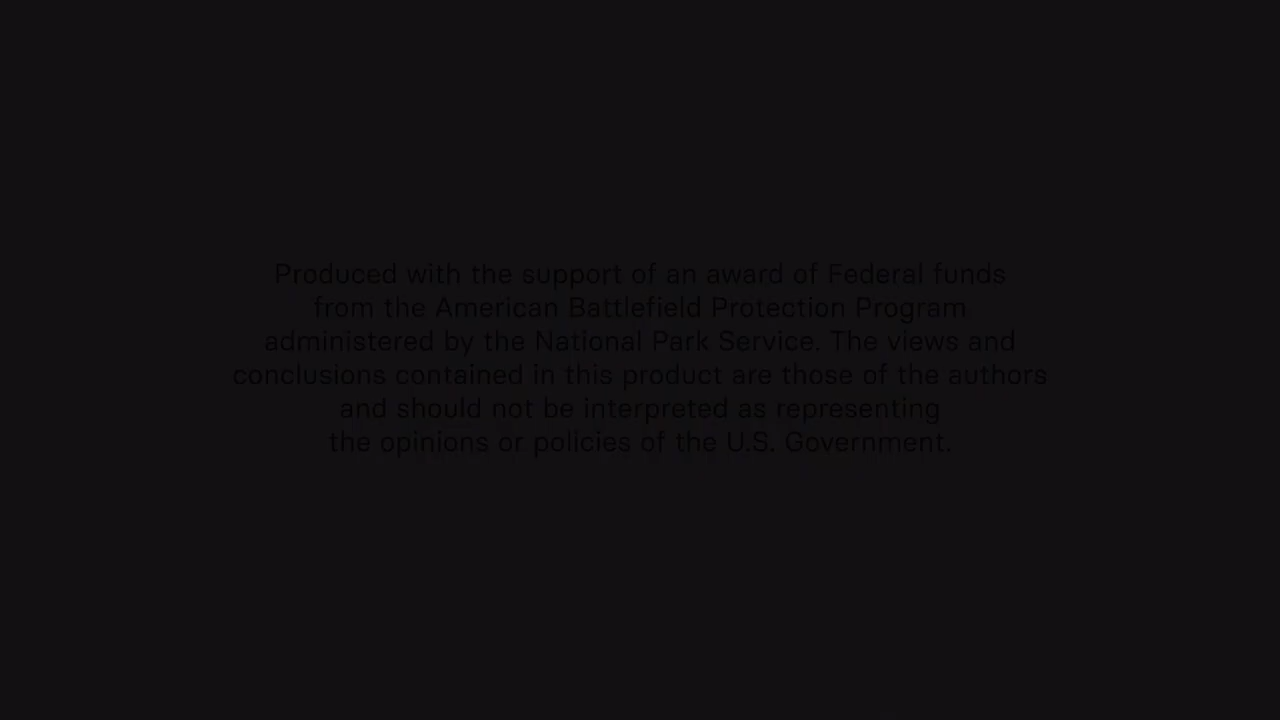 Produced with the support of an award of Federal funds
from the American Battlefield Protection Program
administered by the National Park Service. The views and
conclusions contained in this product are those of the authors
and should not be interpreted as representing
the opinions or policies of the U.S. Government.